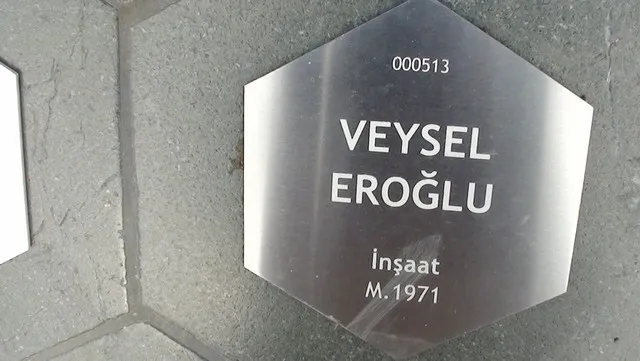 000513
VEYSEL
EROĞLU
İnşaat
M.1971